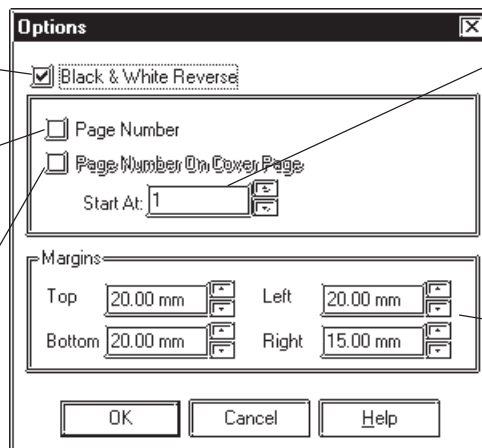 Options
Black & White Reverse
Page Number
Page Number On Cover Page
Start At: 1
Margins
Top 20.00 mm Left 20.00 mm
Bottom 20.00 mm Right 15.00 mm
OK Cancel Help